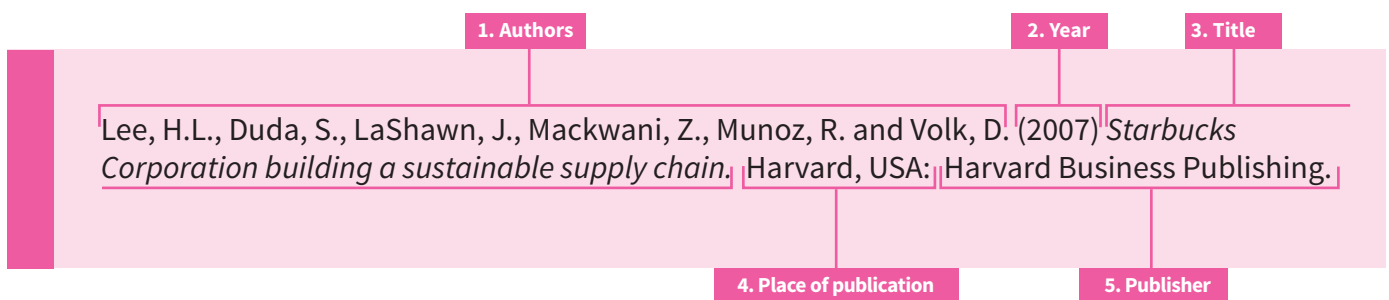 1. Authors
2. Year
3. Title
Lee, H.L., Duda, S., LaShawn, J., Mackwani, Z., Munoz, R. and Volk, D. (2007) Starbucks
Corporation building a sustainable supply chain. Harvard, USA: Harvard Business Publishing.
4. Place of publication
5. Publisher